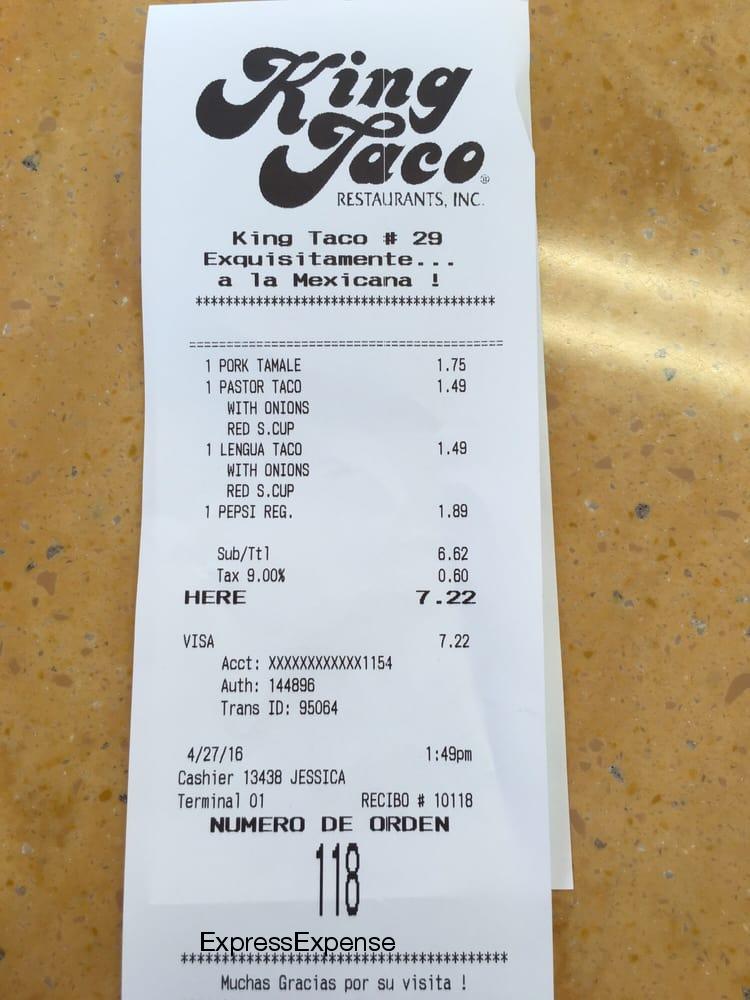 King
Taco®
RESTAURANTS, INC.
King Taco # 29
Exquisitamente...
a la Mexicana !
****************************************
==============================================
1 PORK TAMALE 1.75
1 PASTOR TACO 1.49
WITH ONIONS
RED S.CUP
1 LENGUA TACO 1.49
WITH ONIONS
RED S.CUP
1 PEPSI REG. 1.89
Sub/Ttl 6.62
Tax 9.00% 0.60
HERE 7.22
VISA 7.22
Acct: XXXXXXXXXXXX1154
Auth: 144896
Trans ID: 95064
4/27/16 1:49pm
Cashier 13438 JESSICA
Terminal 01 RECIBO # 10118
NUMERO DE ORDEN
118
ExpressExpense
******************************************
Muchas Gracias por su visita !